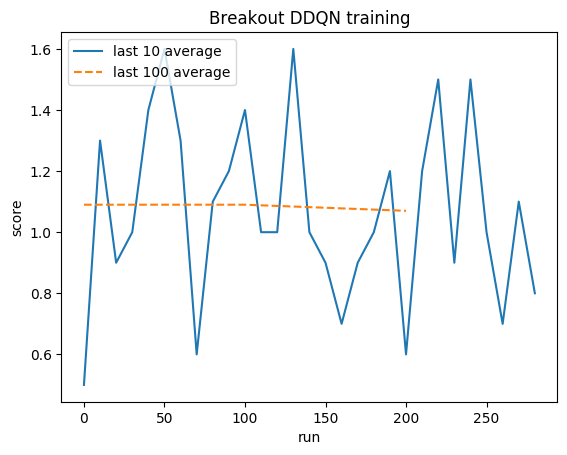 Breakout DDQN training
last 10 average
last 100 average
score
1.6
1.4
1.2
1.0
0.8
0.6
0 50 100 150 200 250
run